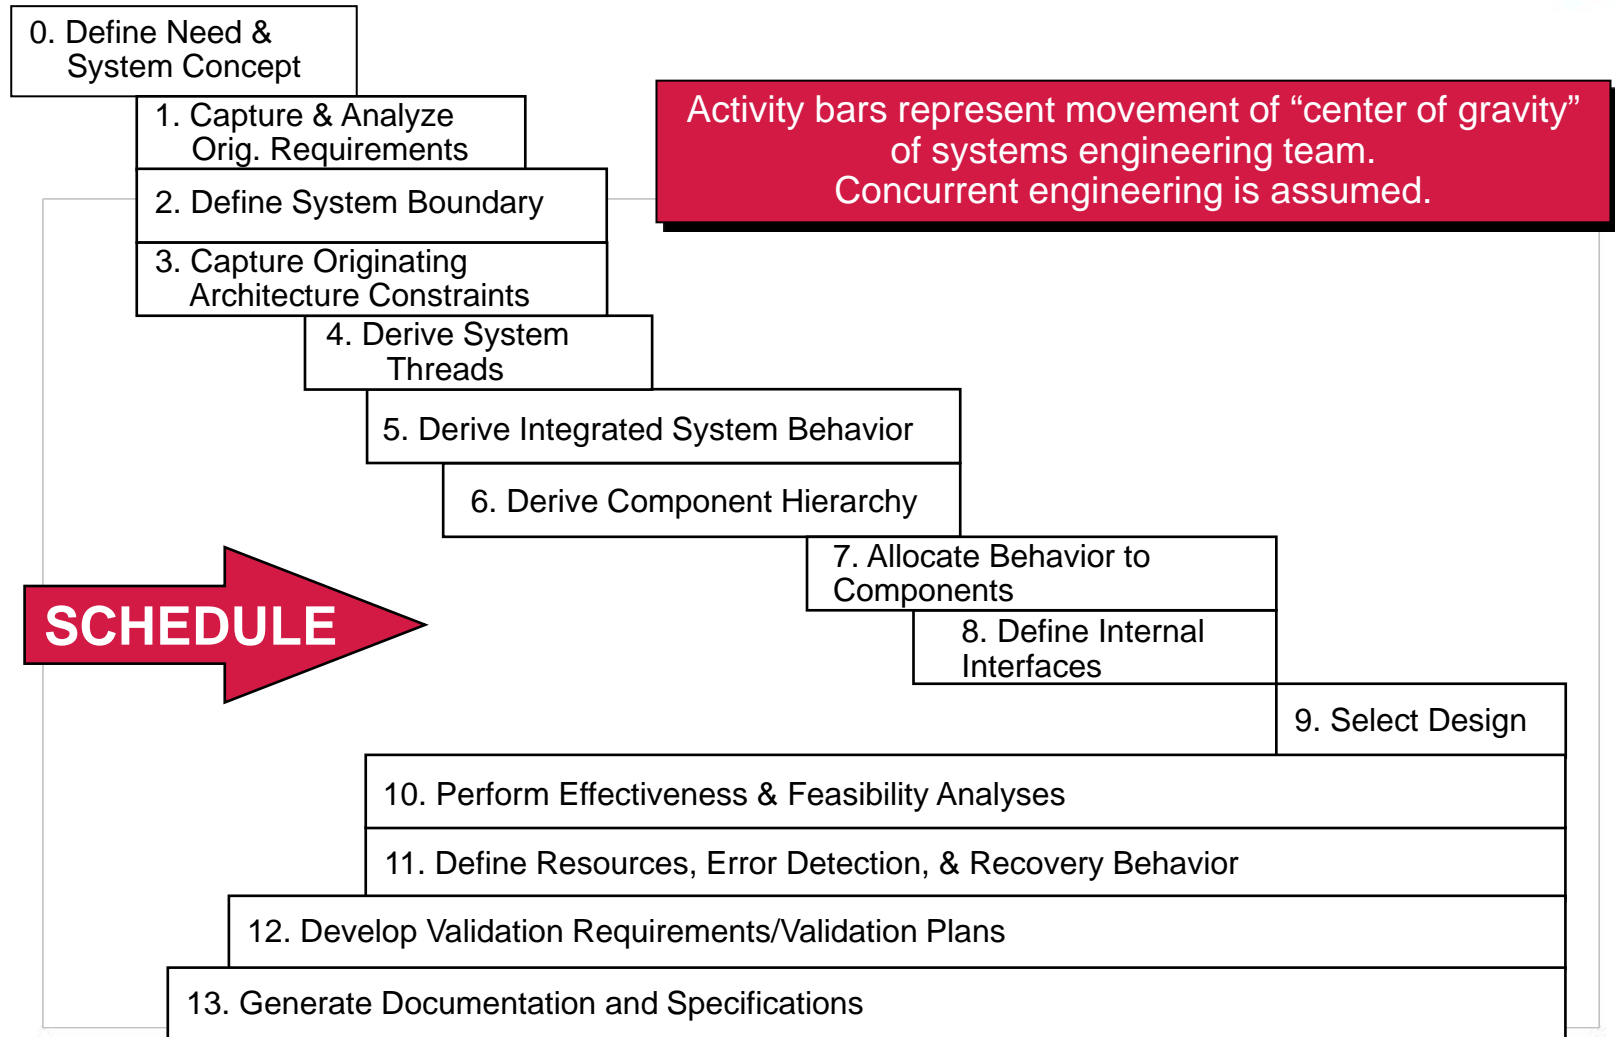 0. Define Need &
System Concept
1. Capture & Analyze
Orig. Requirements
Activity bars represent movement of “center of gravity”
of systems engineering team.
Concurrent engineering is assumed.
2. Define System Boundary
3. Capture Originating
Architecture Constraints
4. Derive System
Threads
5. Derive Integrated System Behavior
6. Derive Component Hierarchy
7. Allocate Behavior to
Components
SCHEDULE
8. Define Internal
Interfaces
9. Select Design
10. Perform Effectiveness & Feasibility Analyses
11. Define Resources, Error Detection, & Recovery Behavior
12. Develop Validation Requirements/Validation Plans
13. Generate Documentation and Specifications